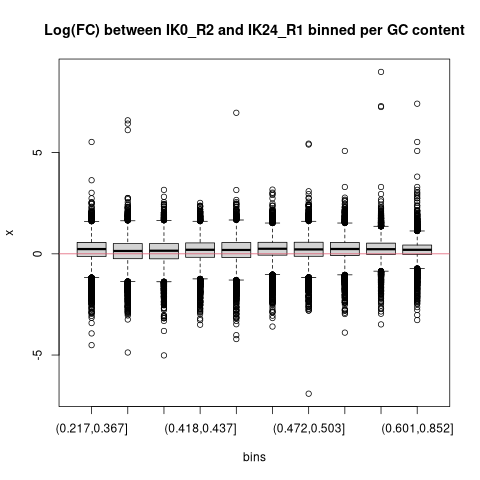 Log(FC) between IK0_R2 and IK24_R1 binned per GC content
x
5
0
-5
(0.217,0.367] (0.418,0.437] (0.472,0.503] (0.601,0.852]
bins